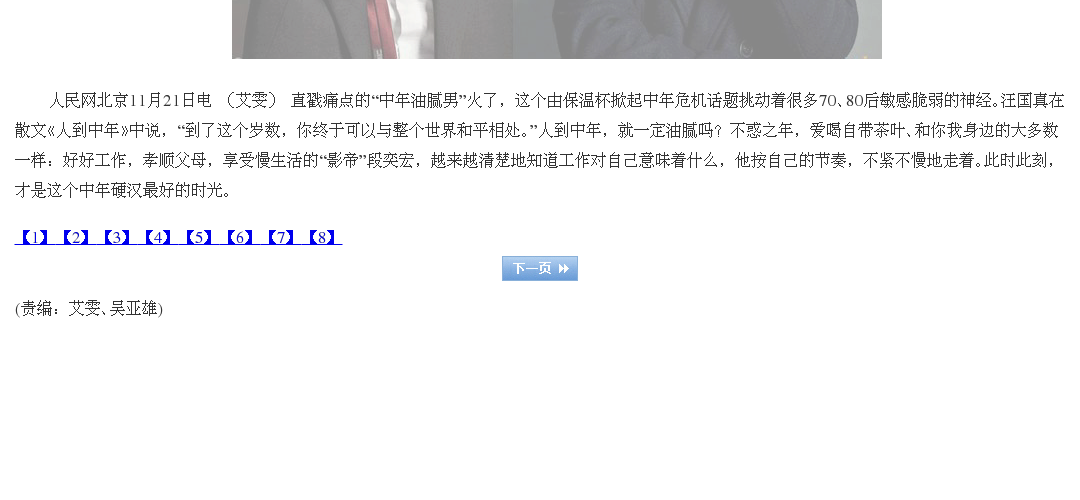 人民网北京11月21日电 （艾雯） 直戳痛点的“中年油腻男”火了，这个由保温杯掀起中年危机话题挑动着很多70、80后敏感脆弱的神经。汪国真在
散文《人到中年》中说，“到了这个岁数，你终于可以与整个世界和平相处。”人到中年，就一定油腻吗？不惑之年，爱喝自带茶叶、和你我身边的大多数
一样：好好工作，孝顺父母，享受慢生活的“影帝”段奕宏，越来越清楚地知道工作对自己意味着什么，他按自己的节奏，不紧不慢地走着。此时此刻，
才是这个中年硬汉最好的时光。
【1】 【2】 【3】 【4】 【5】 【6】 【7】 【8】
下一页
(责编：艾雯、吴亚雄)